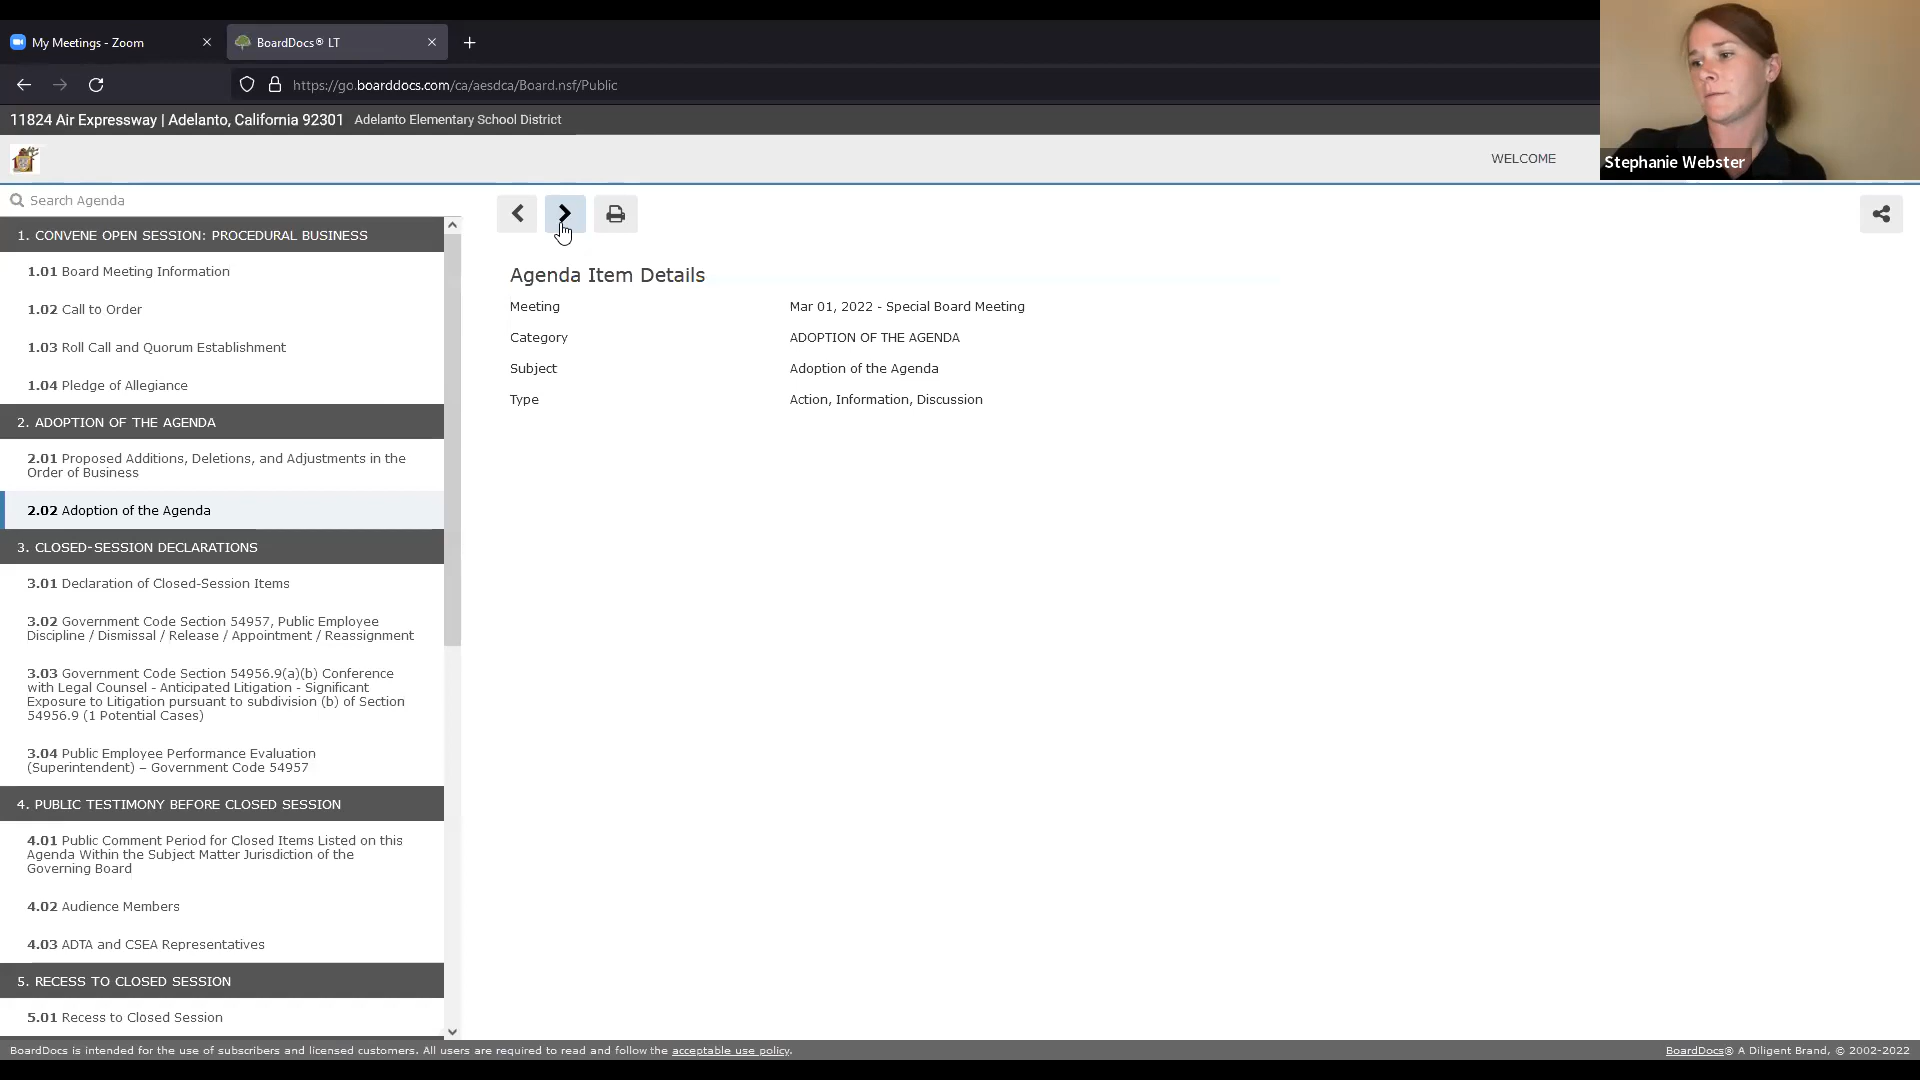 My Meetings - Zoom
BoardDocs® LT
https://go.boarddocs.com/ca/aesdca/Board.nsf/Public
11824 Air Expressway | Adelanto, California 92301 Adelanto Elementary School District
WELCOME
Stephanie Webster
Search Agenda
1. CONVENE OPEN SESSION: PROCEDURAL BUSINESS
1.01 Board Meeting Information
1.02 Call to Order
1.03 Roll Call and Quorum Establishment
1.04 Pledge of Allegiance
2. ADOPTION OF THE AGENDA
2.01 Proposed Additions, Deletions, and Adjustments in the
Order of Business
2.02 Adoption of the Agenda
3. CLOSED-SESSION DECLARATIONS
3.01 Declaration of Closed-Session Items
3.02 Government Code Section 54957, Public Employee
Discipline / Dismissal / Release / Appointment / Reassignment
3.03 Government Code Section 54956.9(a)(b) Conference
with Legal Counsel - Anticipated Litigation - Significant
Exposure to Litigation pursuant to subdivision (b) of Section
54956.9 (1 Potential Cases)
3.04 Public Employee Performance Evaluation
(Superintendent) – Government Code 54957
4. PUBLIC TESTIMONY BEFORE CLOSED SESSION
4.01 Public Comment Period for Closed Items Listed on this
Agenda Within the Subject Matter Jurisdiction of the
Governing Board
4.02 Audience Members
4.03 ADTA and CSEA Representatives
5. RECESS TO CLOSED SESSION
5.01 Recess to Closed Session
Agenda Item Details
Meeting Mar 01, 2022 - Special Board Meeting
Category ADOPTION OF THE AGENDA
Subject Adoption of the Agenda
Type Action, Information, Discussion
BoardDocs is intended for the use of subscribers and licensed customers. All users are required to read and follow the acceptable use policy.
BoardDocs® A Diligent Brand, © 2002-2022